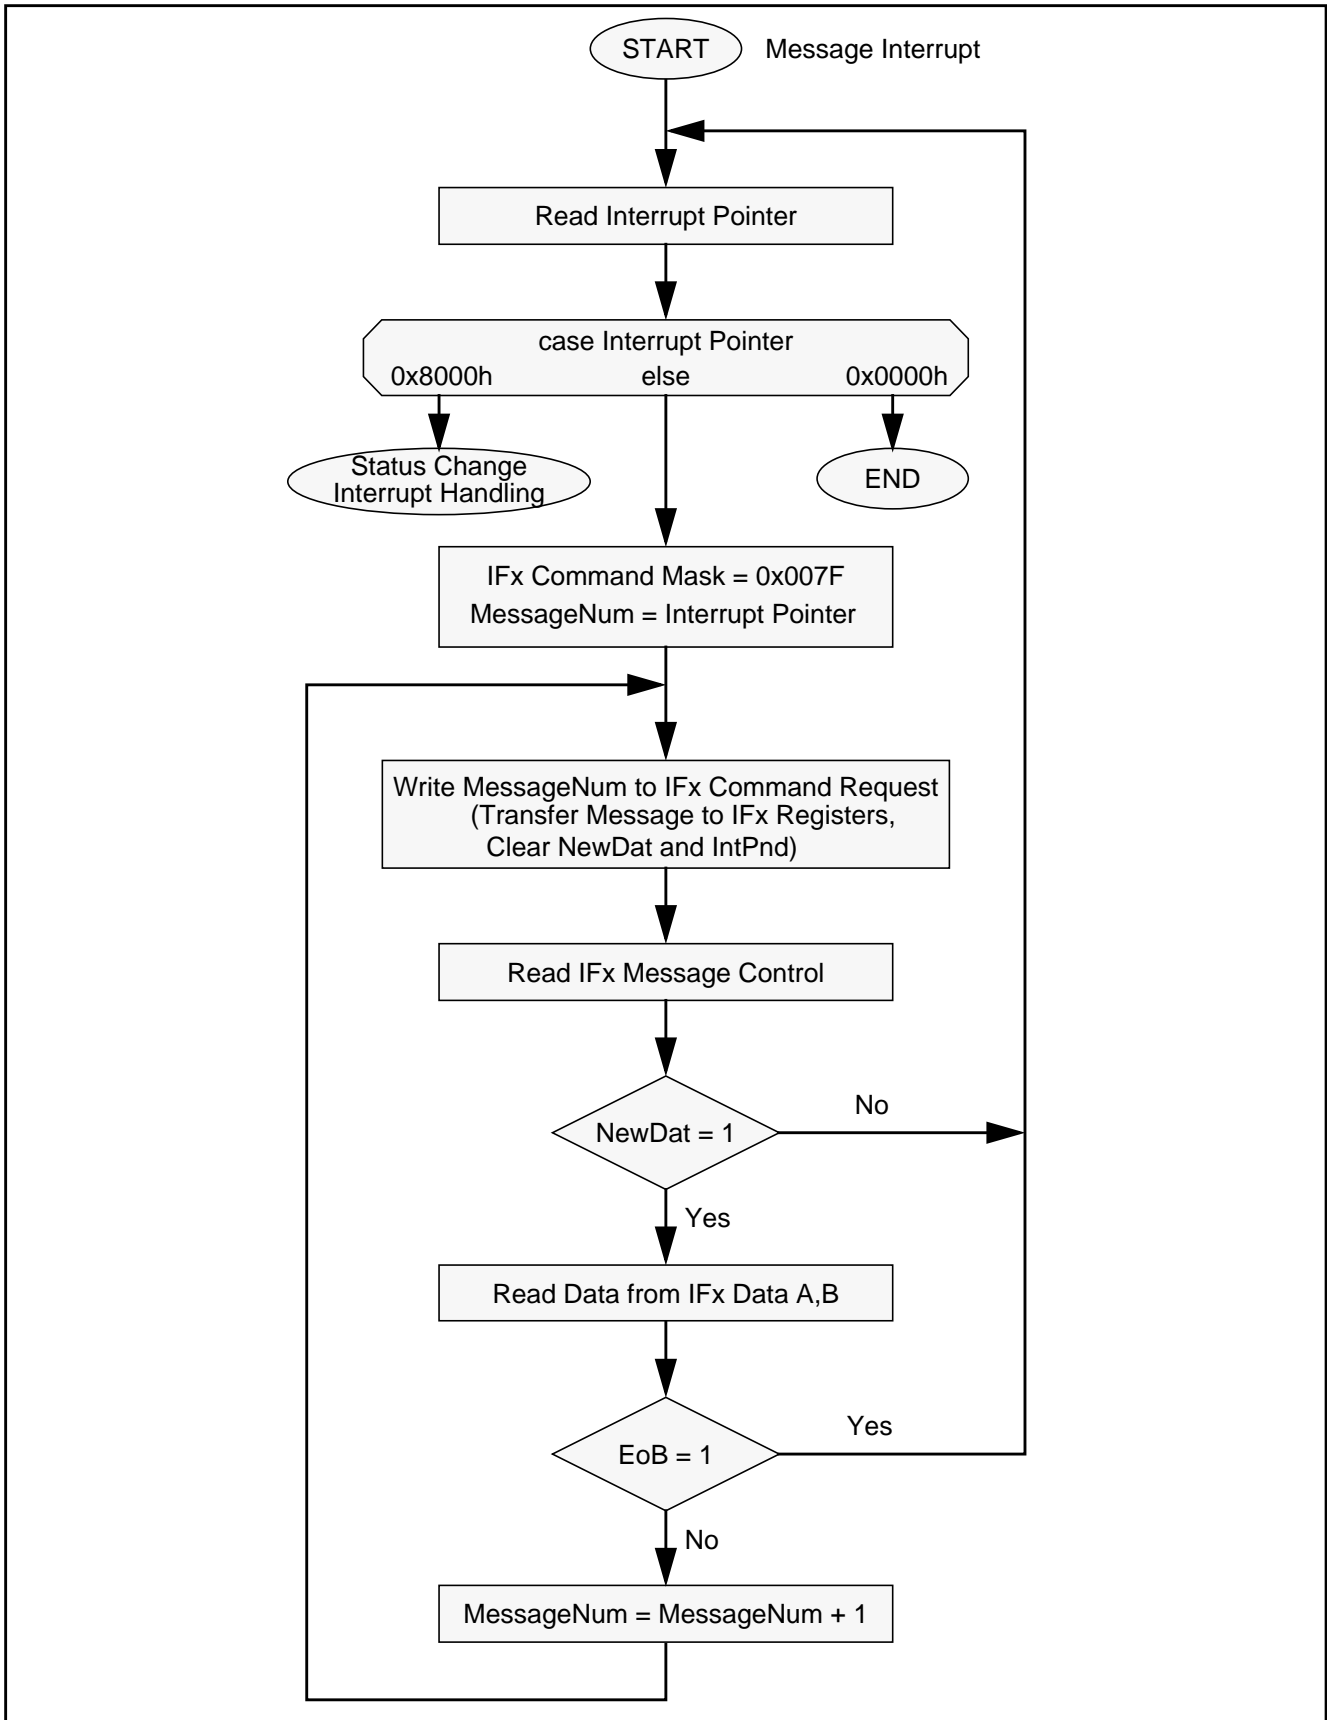 START
Message Interrupt
Read Interrupt Pointer
case Interrupt Pointer
0x8000h
else
0x0000h
Status Change
Interrupt Handling
END
IFx Command Mask = 0x007F
MessageNum = Interrupt Pointer
Write MessageNum to IFx Command Request
(Transfer Message to IFx Registers,
Clear NewDat and IntPnd)
Read IFx Message Control
NewDat = 1
No
Yes
Read Data from IFx Data A,B
EoB = 1
Yes
No
MessageNum = MessageNum + 1